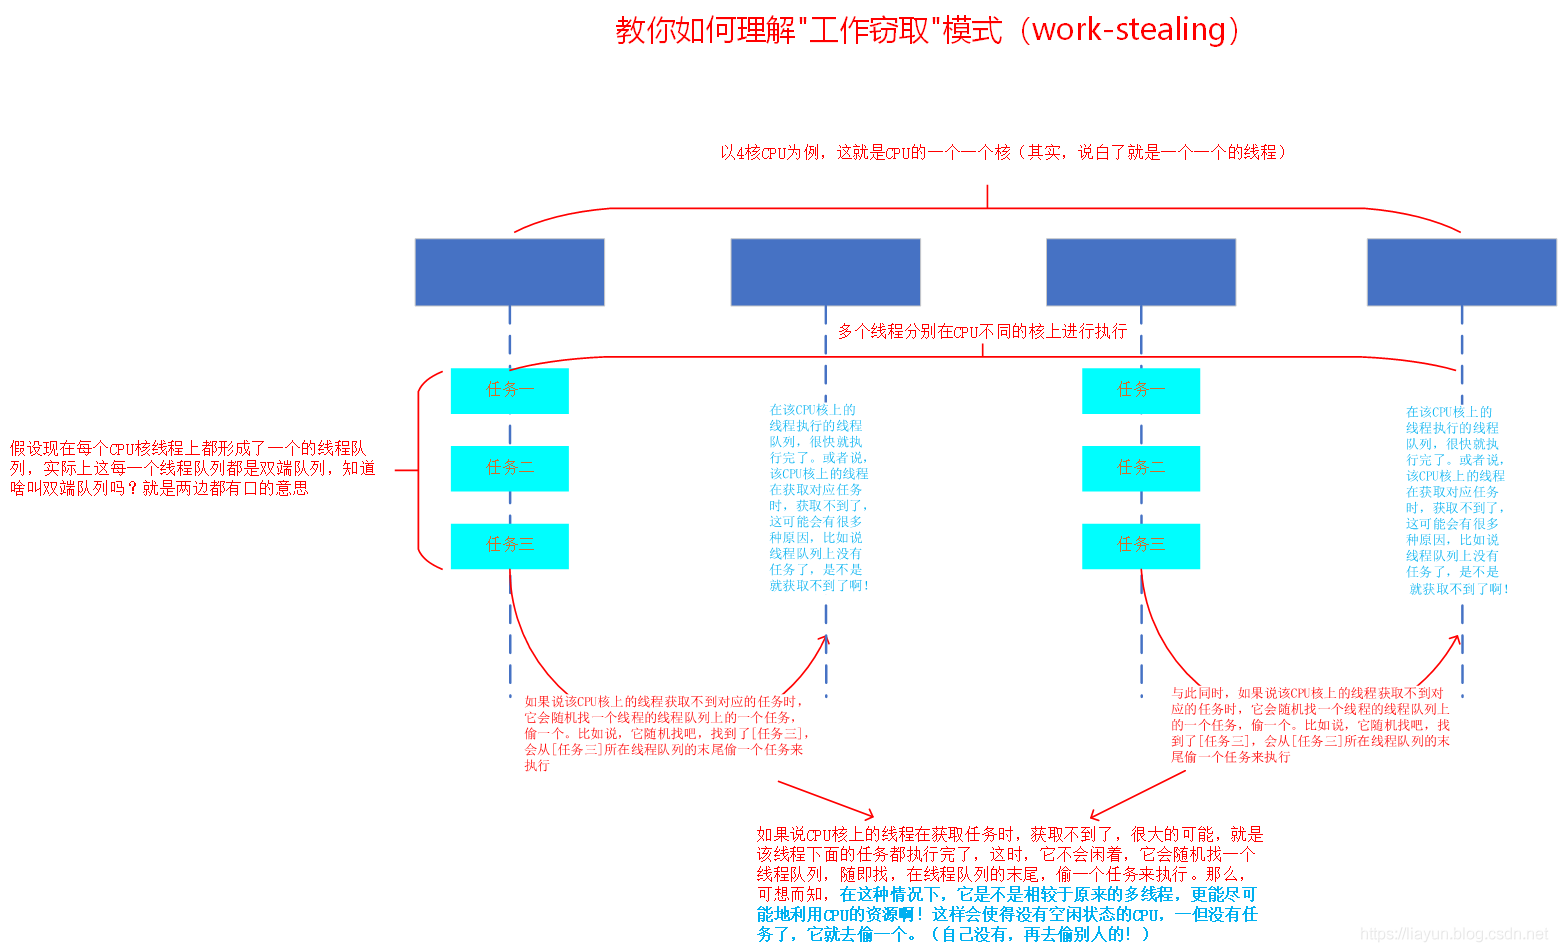 教你如何理解"工作窃取"模式（work-stealing）
以4核CPU为例，这就是CPU的一个一个核（其实，说白了就是一个一个的线程）
多个线程分别在CPU不同的核上进行执行
任务一
任务二
任务三
任务一
任务二
任务三
假设现在每个CPU核线程上都形成了一个的线程队
列，实际上这每一个线程队列都是双端队列，知道
啥叫双端队列吗？就是两边都有口的意思
在该CPU核上的
线程执行的线程
队列，很快就执
行完了。或者说，
该CPU核上的线程
在获取对应任务
时，获取不到了，
这可能会有很多
种原因，比如说
线程队列上没有
任务了，是不是
就获取不到了啊！
在该CPU核上的
线程执行的线程
队列，很快就执
行完了。或者说，
该CPU核上的线程
在获取对应任务
时，获取不到了，
这可能会有很多
种原因，比如说
线程队列上没有
任务了，是不是
就获取不到了啊！
如果说该CPU核上的线程获取不到对应的任务时，
它会随机找一个线程的线程队列上的一个任务，
偷一个。比如说，它随机找吧，找到了[任务三]，
会从[任务三]所在线程队列的末尾偷一个任务来
执行
与此同时，如果说该CPU核上的线程获取不到对
应的任务时，它会随机找一个线程的线程队列上
的一个任务，偷一个。比如说，它随机找吧，找
到了[任务三]，会从[任务三]所在线程队列的末
尾偷一个任务来执行
如果说CPU核上的线程在获取任务时，获取不到了，很大的可能，就是
该线程下面的任务都执行完了，这时，它不会闲着，它会随机找一个
线程队列，随即找，在线程队列的末尾，偷一个任务来执行。那么，
可想而知，在这种情况下，它是不是相较于原来的多线程，更能尽可
能地利用CPU的资源啊！这样会使得没有空闲状态的CPU，一但没有任
务了，它就去偷一个。（自己没有，再去偷别人的！）
https://liayun.blog.csdn.net